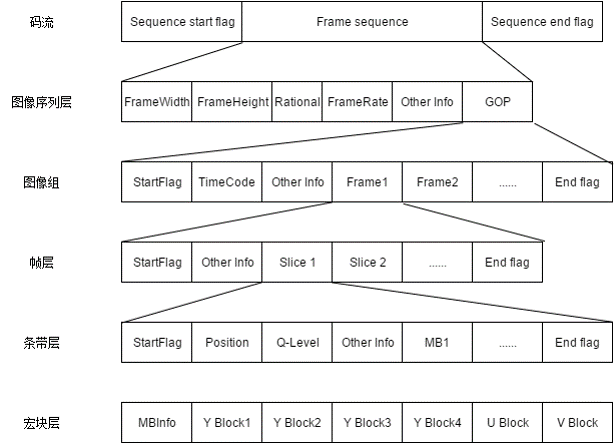 码流 Sequence start flag Frame sequence Sequence end flag
图像序列层 FrameWidth FrameHeight Rational FrameRate Other Info GOP
图像组 StartFlag TimeCode Other Info Frame1 Frame2 ...... End flag
帧层 StartFlag Other Info Slice 1 Slice 2 ...... End flag
条带层 StartFlag Position Q-Level Other Info MB1 ...... End flag
宏块层 MBInfo Y Block1 Y Block2 Y Block3 Y Block4 U Block V Block